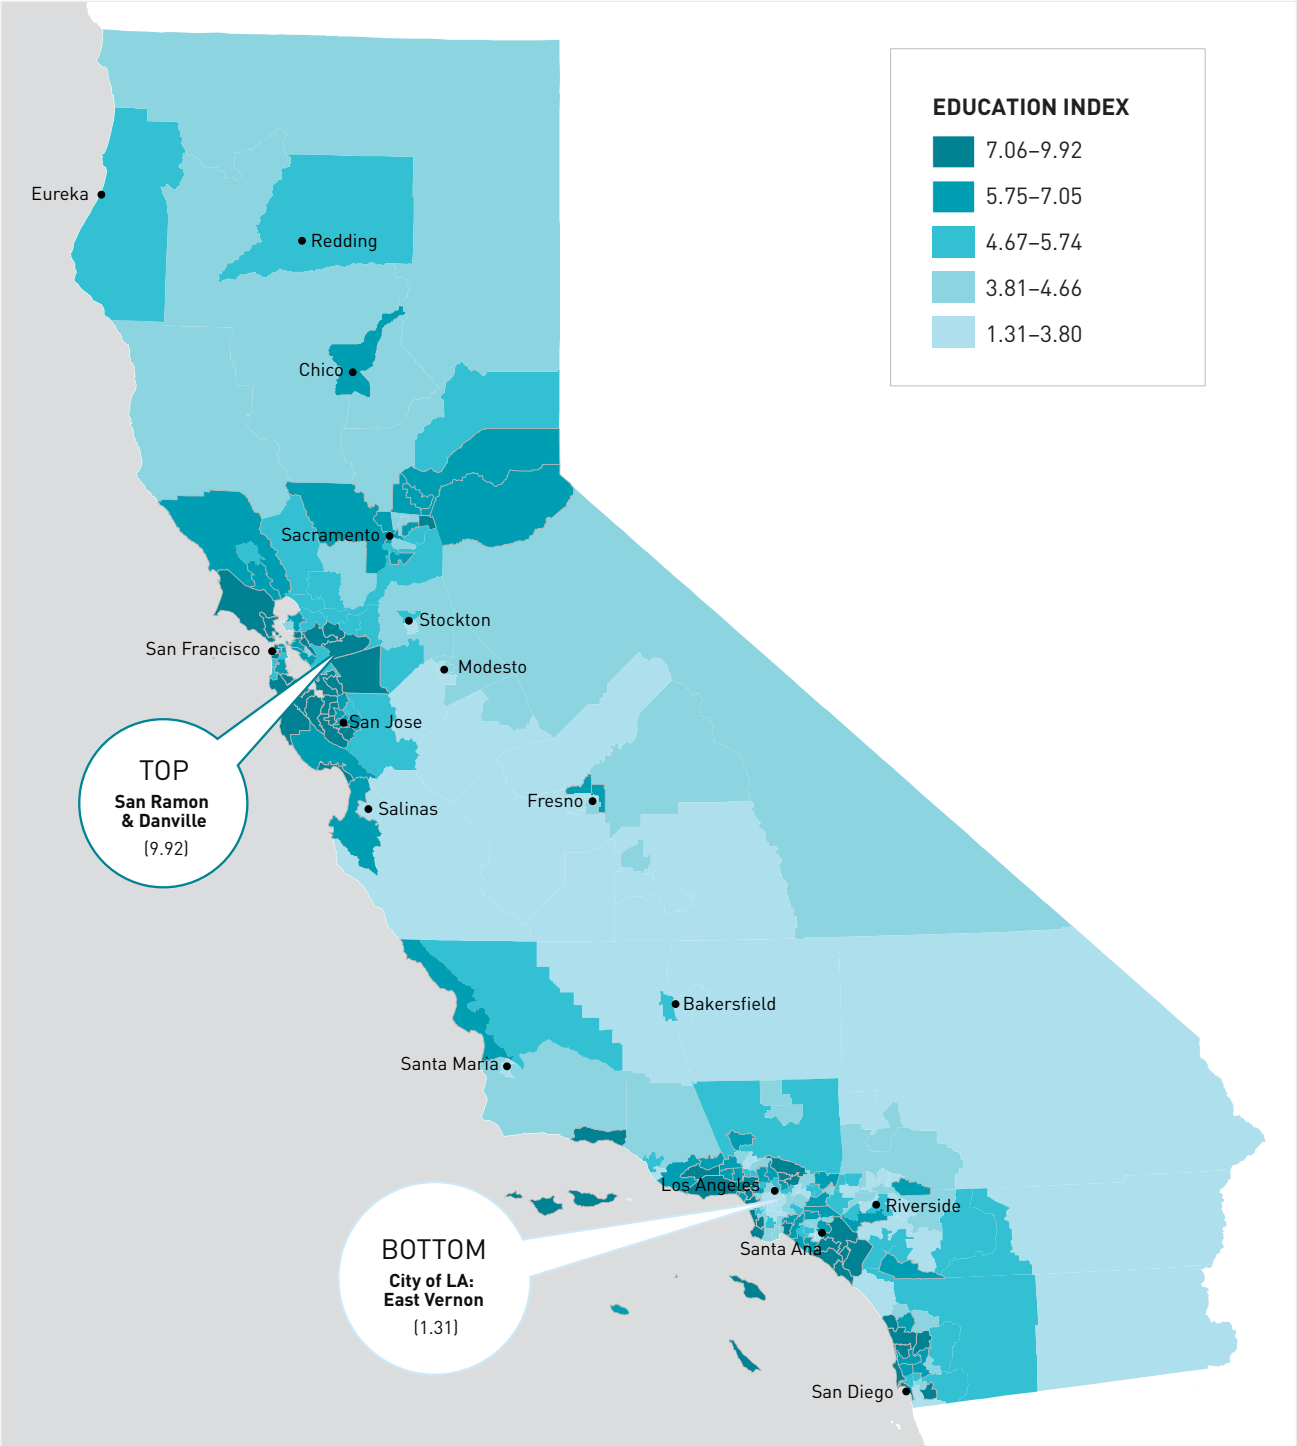 EDUCATION INDEX
7.06–9.92
5.75–7.05
4.67–5.74
3.81–4.66
1.31–3.80
Eureka
Redding
Chico
Sacramento
Stockton
San Francisco
Modesto
San Jose
TOP
San Ramon
& Danville
(9.92)
Fresno
Salinas
Bakersfield
Santa Maria
Los Angeles
Riverside
Santa Ana
BOTTOM
City of LA:
East Vernon
(1.31)
San Diego